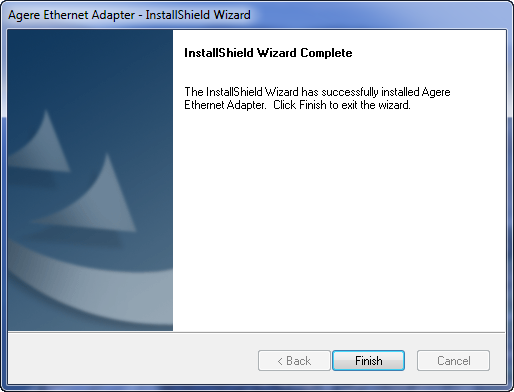 Agere Ethernet Adapter - InstallShield Wizard
InstallShield Wizard Complete
The InstallShield Wizard has successfully installed Agere
Ethernet Adapter. Click Finish to exit the wizard.
< Back Finish Cancel